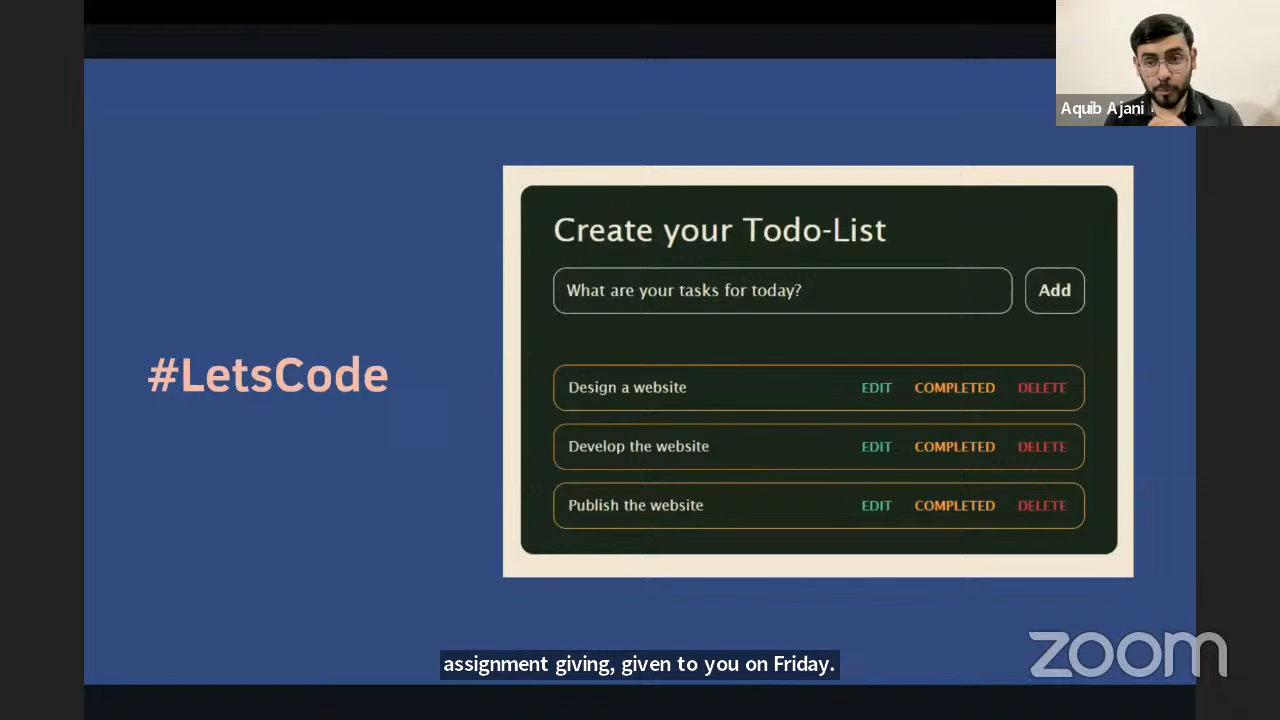 Aquib Ajani
Create your Todo-List
What are your tasks for today?
Add
#LetsCode
Design a website
EDIT
COMPLETED
DELETE
Develop the website
EDIT
COMPLETED
DELETE
Publish the website
EDIT
COMPLETED
DELETE
assignment giving, given to you on Friday.
zoom